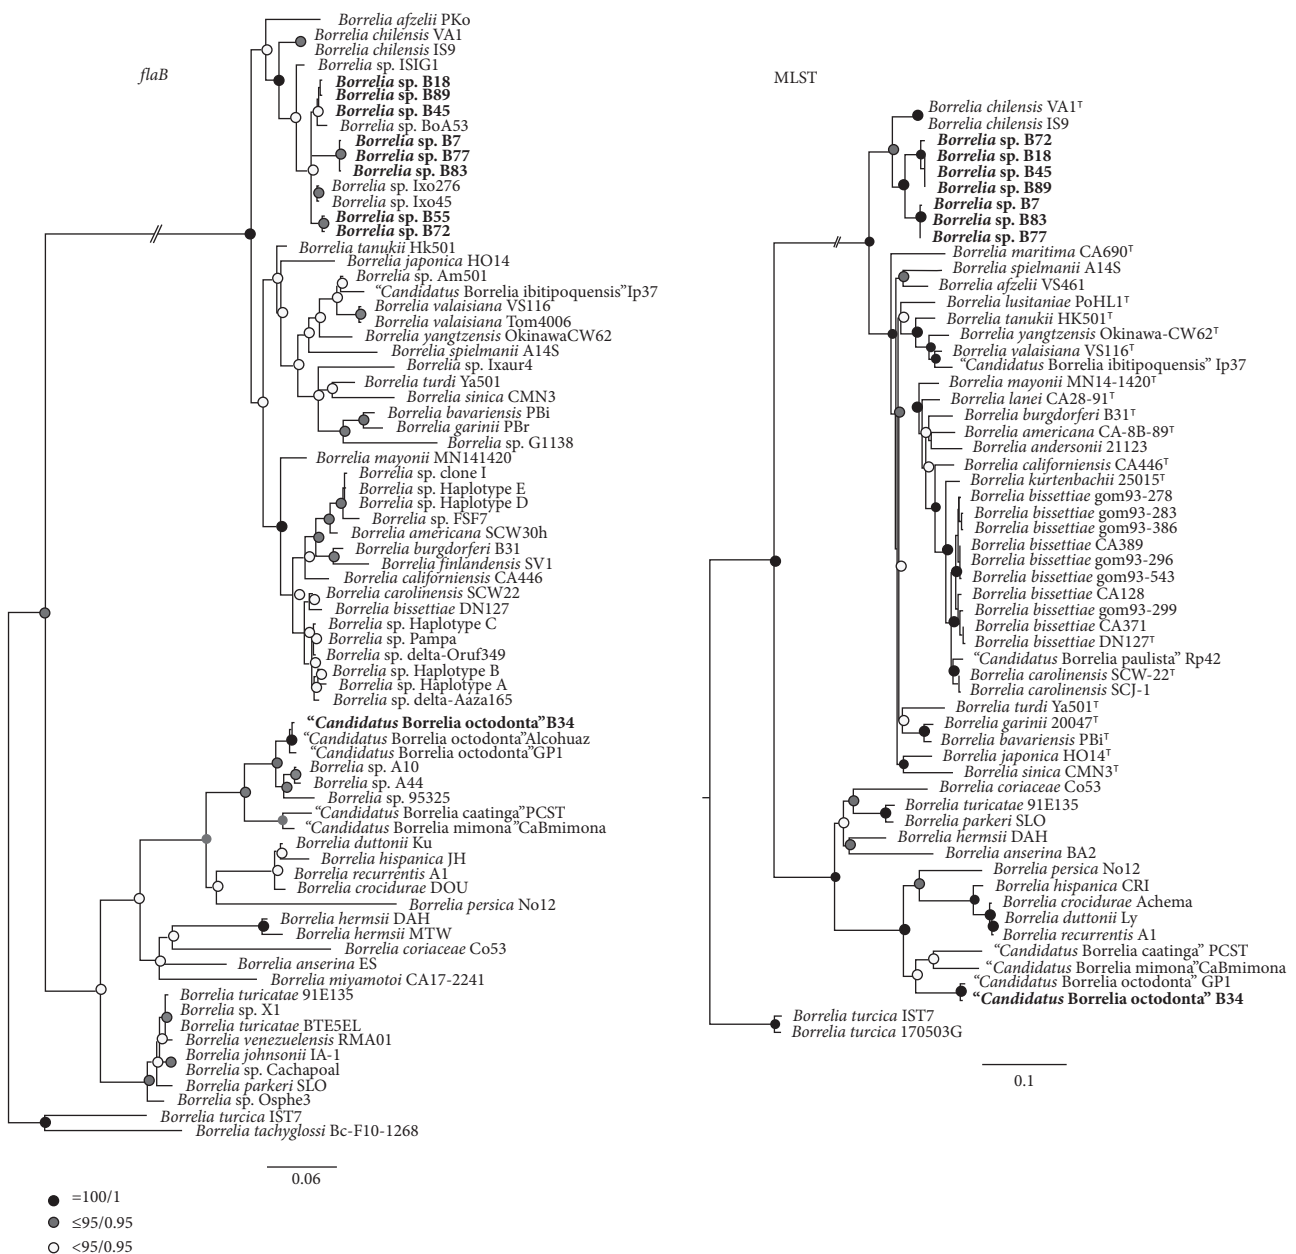 flaB
Borrelia afzelii PKo
Borrelia chilensis VA1
Borrelia chilensis IS9
Borrelia sp. ISIG1
Borrelia sp. B18
Borrelia sp. B89
Borrelia sp. B45
Borrelia sp. BoA53
Borrelia sp. B7
Borrelia sp. B77
Borrelia sp. B83
Borrelia sp. Ixo276
Borrelia sp. Ixo45
Borrelia sp. B55
Borrelia sp. B72
Borrelia tanukii Hk501
Borrelia japonica HO14
Borrelia sp. Am501
“Candidatus Borrelia ibitipoquensis”Ip37
Borrelia valaisiana VS116
Borrelia valaisiana Tom4006
Borrelia yangtzensis OkinawaCW62
Borrelia spielmanii A14S
Borrelia sp. Ixaur4
Borrelia turdi Ya501
Borrelia sinica CMN3
Borrelia bavariensis PBi
Borrelia garinii PBr
Borrelia sp. G1138
Borrelia mayonii MN141420
Borrelia sp. clone I
Borrelia sp. Haplotype E
Borrelia sp. Haplotype D
Borrelia sp. FSF7
Borrelia americana SCW30h
Borrelia burgdorferi B31
Borrelia finlandensis SV1
Borrelia californiensis CA446
Borrelia carolinensis SCW22
Borrelia bissettiae DN127
Borrelia sp. Haplotype C
Borrelia sp. Pampa
Borrelia sp. delta-Oruf349
Borrelia sp. Haplotype B
Borrelia sp. Haplotype A
Borrelia sp. delta-Aaza165
“Candidatus Borrelia octodonta”B34
“Candidatus Borrelia octodonta”Alcohuaz
“Candidatus Borrelia octodonta”GP1
Borrelia sp. A10
Borrelia sp. A44
Borrelia sp. 95325
“Candidatus Borrelia caatinga”PCST
“Candidatus Borrelia mimona”CaBmimona
Borrelia duttonii Ku
Borrelia hispanica JH
Borrelia recurrentis A1
Borrelia crocidurae DOU
Borrelia persica No12
Borrelia hermsii DAH
Borrelia hermsii MTW
Borrelia coriaceae Co53
Borrelia anserina ES
Borrelia miyamotoi CA17-2241
Borrelia turicatae 91E135
Borrelia sp. X1
Borrelia turicatae BTE5EL
Borrelia venezuelensis RMA01
Borrelia johnsonii IA-1
Borrelia sp. Cachapoal
Borrelia parkeri SLO
Borrelia sp. Osphe3
Borrelia turcica IST7
Borrelia tachyglossi Bc-F10-1268
0.06
=100/1
≤95/0.95
<95/0.95
MLST
Borrelia chilensis VA1ᵀ
Borrelia chilensis IS9
Borrelia sp. B72
Borrelia sp. B18
Borrelia sp. B45
Borrelia sp. B89
Borrelia sp. B7
Borrelia sp. B83
Borrelia sp. B77
Borrelia maritima CA690ᵀ
Borrelia spielmanii A14S
Borrelia afzelii VS461
Borrelia lusitaniae PoHL1ᵀ
Borrelia tanukii HK501ᵀ
Borrelia yangtzensis Okinawa-CW62ᵀ
Borrelia valaisiana VS116ᵀ
“Candidatus Borrelia ibitipoquensis” Ip37
Borrelia mayonii MN14-1420ᵀ
Borrelia lanei CA28-91ᵀ
Borrelia burgdorferi B31ᵀ
Borrelia americana CA-8B-89ᵀ
Borrelia andersonii 21123
Borrelia californiensis CA446ᵀ
Borrelia kurtenbachii 25015ᵀ
Borrelia bissettiae gom93-278
Borrelia bissettiae gom93-283
Borrelia bissettiae gom93-386
Borrelia bissettiae CA389
Borrelia bissettiae gom93-296
Borrelia bissettiae gom93-543
Borrelia bissettiae CA128
Borrelia bissettiae gom93-299
Borrelia bissettiae CA371
Borrelia bissettiae DN127ᵀ
“Candidatus Borrelia paulista” Rp42
Borrelia carolinensis SCW-22ᵀ
Borrelia carolinensis SCJ-1
Borrelia turdi Ya501ᵀ
Borrelia garinii 20047ᵀ
Borrelia bavariensis PBiᵀ
Borrelia japonica HO14ᵀ
Borrelia sinica CMN3ᵀ
Borrelia coriaceae Co53
Borrelia turicatae 91E135
Borrelia parkeri SLO
Borrelia hermsii DAH
Borrelia anserina BA2
Borrelia persica No12
Borrelia hispanica CRI
Borrelia crocidurae Achema
Borrelia duttonii Ly
Borrelia recurrentis A1
“Candidatus Borrelia caatinga” PCST
“Candidatus Borrelia mimona”CaBmimona
“Candidatus Borrelia octodonta” GP1
“Candidatus Borrelia octodonta” B34
Borrelia turcica IST7
Borrelia turcica 170503G
0.1